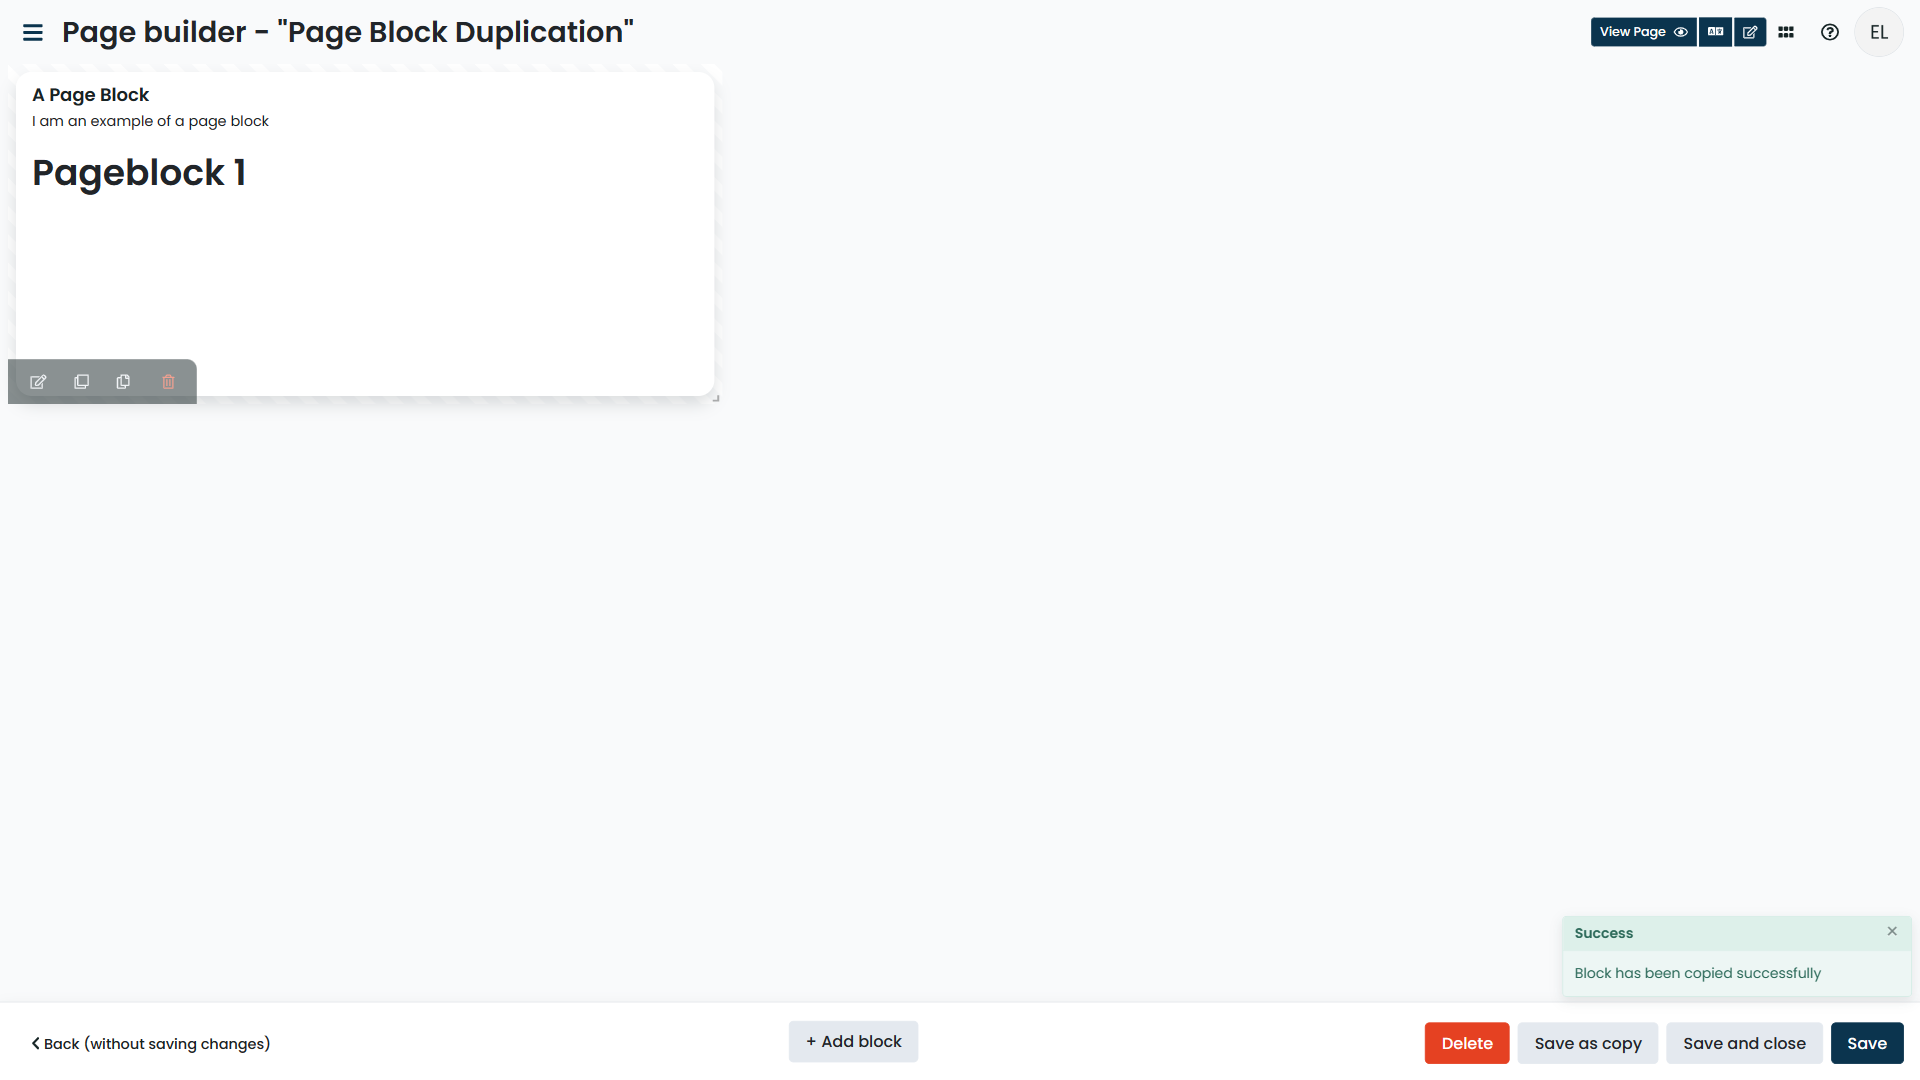 Page builder - "Page Block Duplication"
View Page
EL
A Page Block
I am an example of a page block
Pageblock 1
Success
Block has been copied successfully
Back (without saving changes)
+ Add block
Delete
Save as copy
Save and close
Save